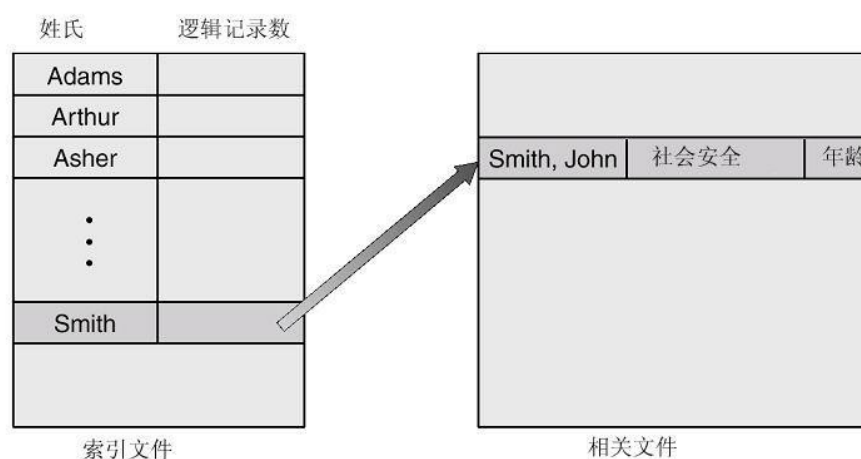 姓氏 逻辑记录数
Adams
Arthur
Asher
Smith
索引文件
Smith, John 社会安全 年龄
相关文件